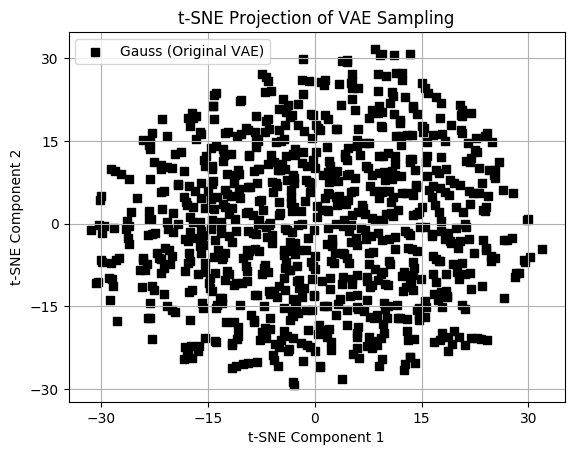 t-SNE Projection of VAE Sampling
Gauss (Original VAE)
30
15
0
−15
−30
t-SNE Component 2
−30
−15
0
15
30
t-SNE Component 1